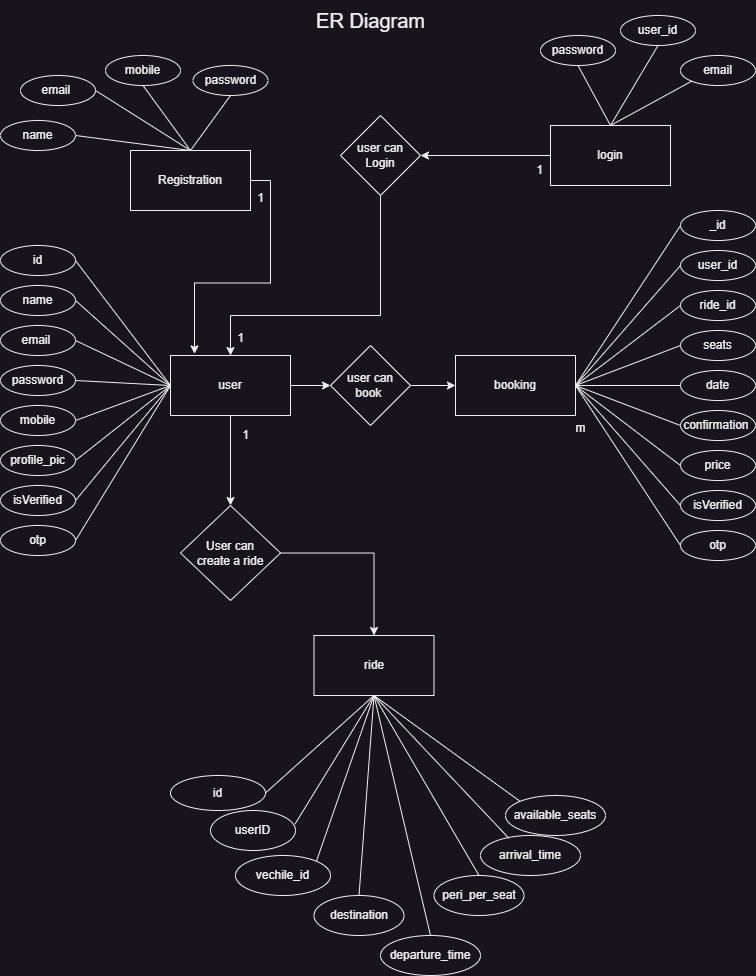 ER Diagram
user_id
password
email
mobile
password
email
name
Registration
1
user can
Login
1
login
id
name
email
password
mobile
profile_pic
isVerified
otp
1
user
1
user can
book
booking
m
_id
user_id
ride_id
seats
date
confirmation
price
isVerified
otp
User can
create a ride
ride
id
userID
vechile_id
destination
departure_time
peri_per_seat
arrival_time
available_seats